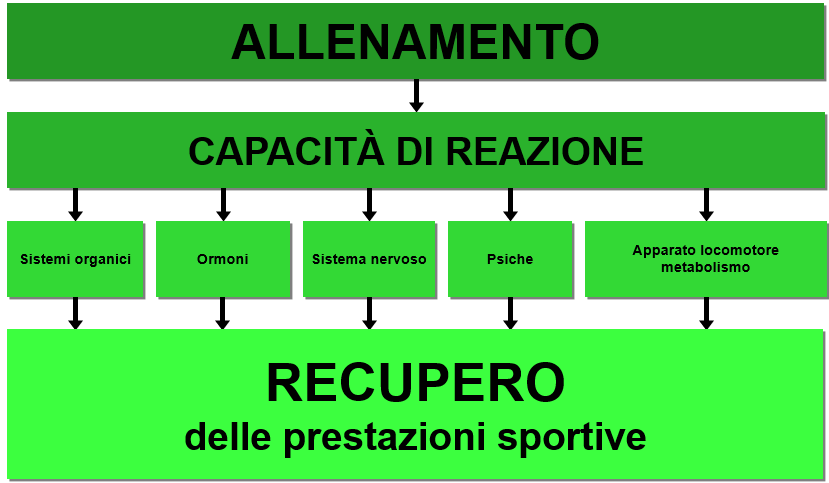 ALLENAMENTO
CAPACITÀ DI REAZIONE
Sistemi organici
Ormoni
Sistema nervoso
Psiche
Apparato locomotore
metabolismo
RECUPERO
delle prestazioni sportive